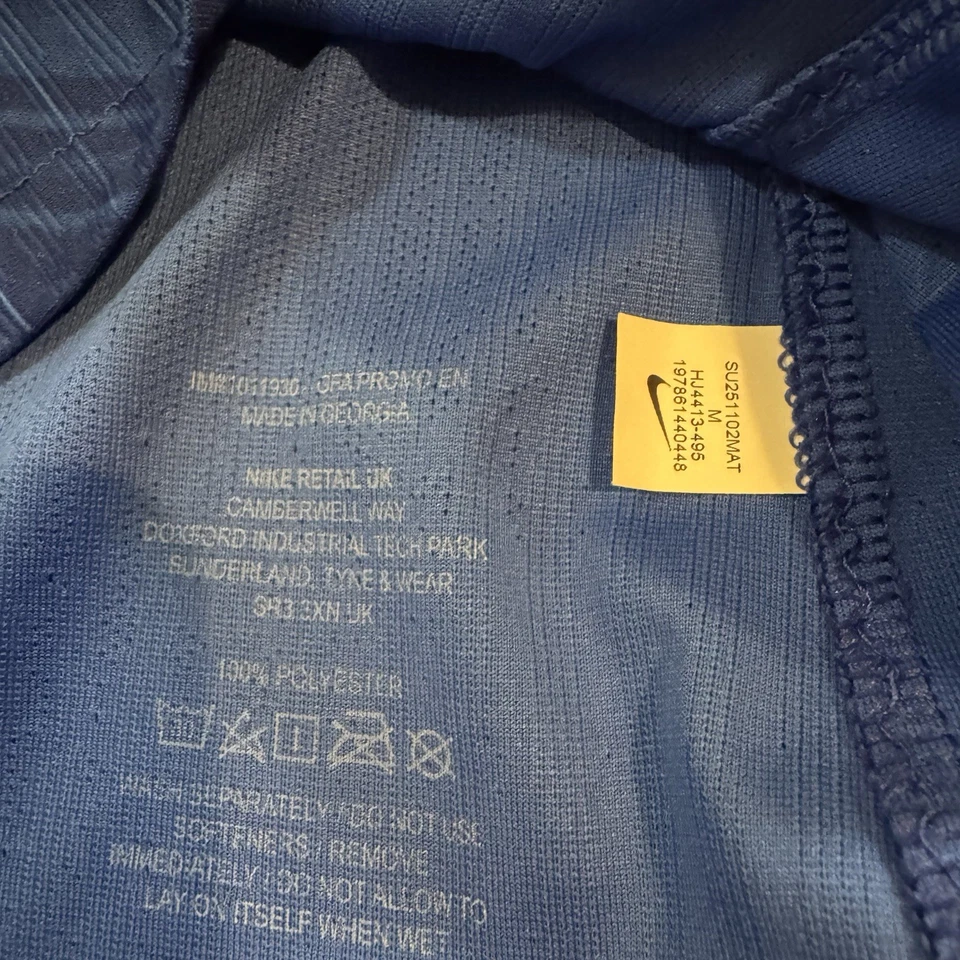 CFA PROMO EN
MADE IN GEORGIA
NIKE RETAIL UK
CAMBERWELL WAY
DOXFORD INDUSTRIAL TECH PARK
SUNDERLAND, TYNE & WEAR
SR3 3XN UK
100% POLYESTER
WASH SEPARATELY / DO NOT USE
SOFTENERS / REMOVE
IMMEDIATELY / DO NOT ALLOW TO
LAY ON ITSELF WHEN WET
SU251102MAT
M
HJ4413-495
197861440448